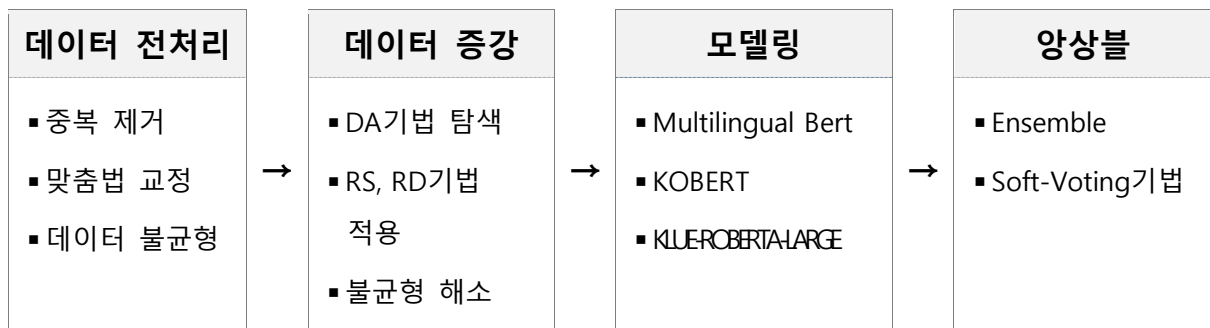 데이터 전처리
▪ 중복 제거
▪ 맞춤법 교정
▪ 데이터 불균형
→
데이터 증강
▪ DA기법 탐색
▪ RS, RD기법
적용
▪ 불균형 해소
→
모델링
▪ Multilingual Bert
▪ KOBERT
▪ KLUE-ROBERTA-LARGE
→
앙상블
▪ Ensemble
▪ Soft-Voting기법